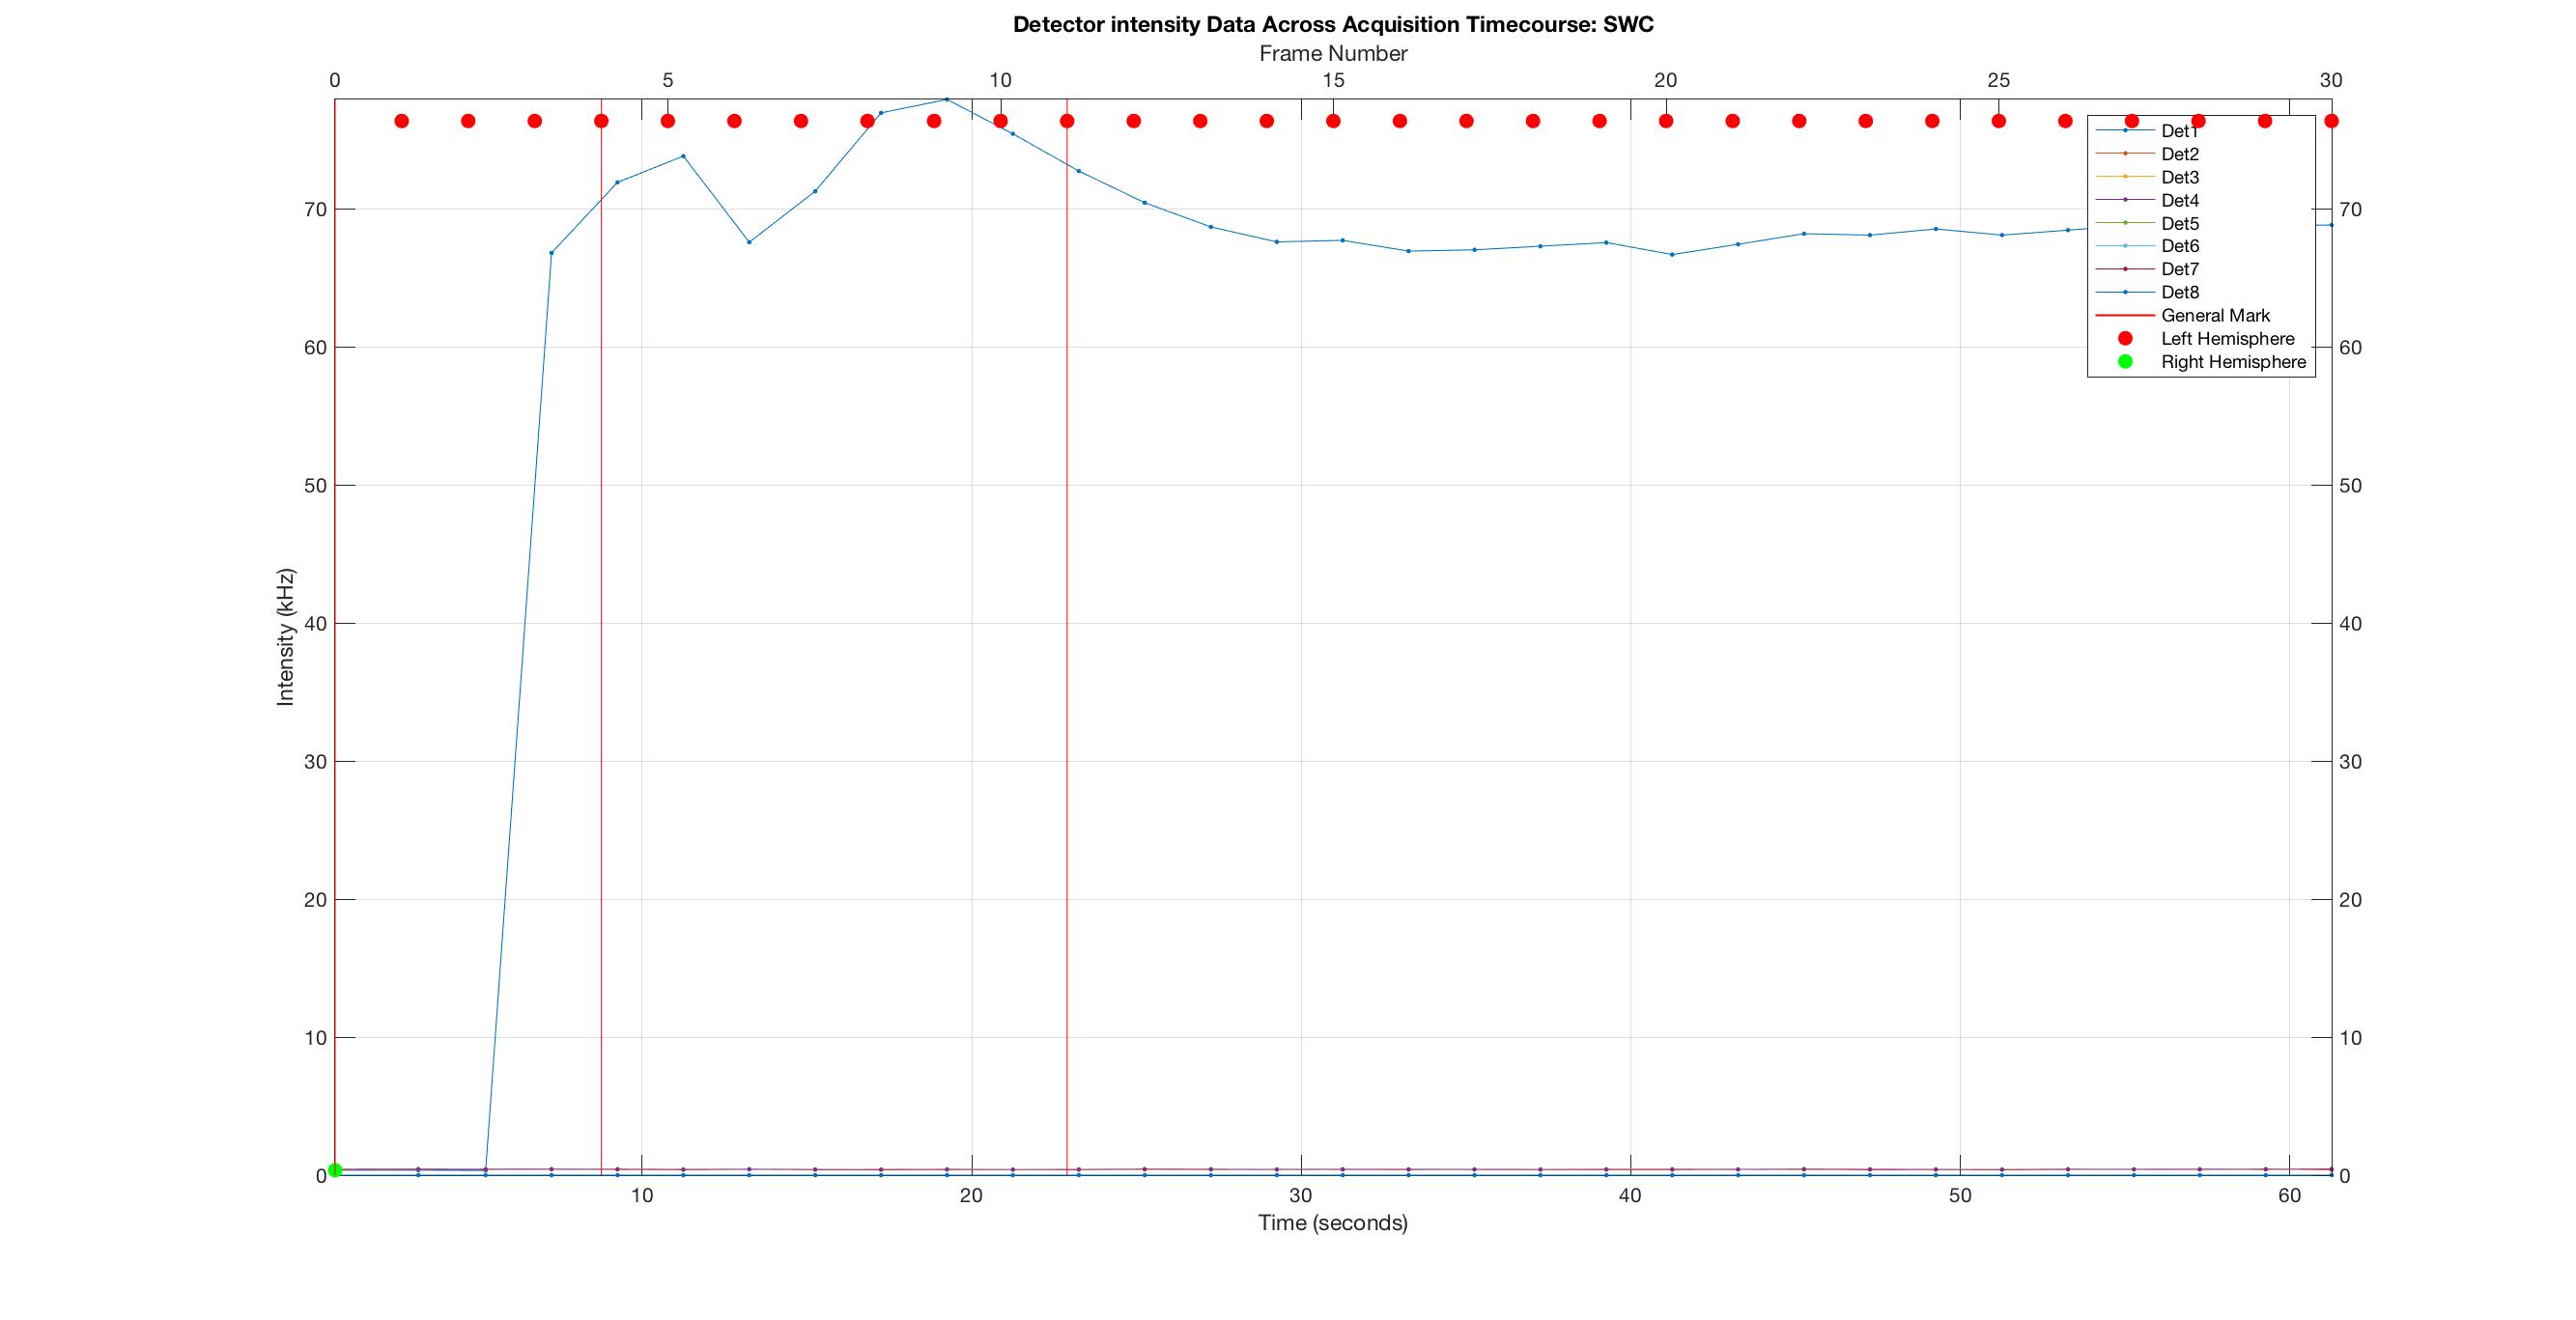 Detector intensity Data Across Acquisition Timecourse: SWC
Frame Number
0 5 10 15 20 25 30
Det1
Det2
Det3
Det4
Det5
Det6
Det7
Det8
General Mark
Left Hemisphere
Right Hemisphere
70 70
60 60
50 50
40 40
30 30
20 20
10 10
0 0
Intensity (kHz)
10 20 30 40 50 60
Time (seconds)